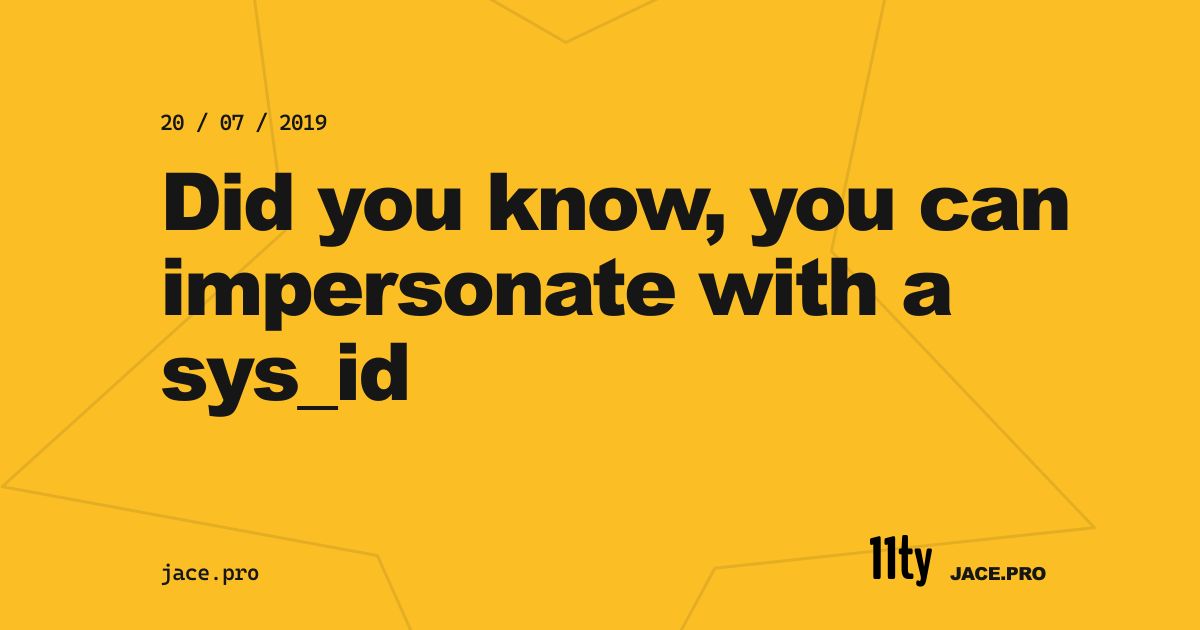 20 / 07 / 2019
Did you know, you can
impersonate with a
sys_id
jace.pro
11ty JACE.PRO